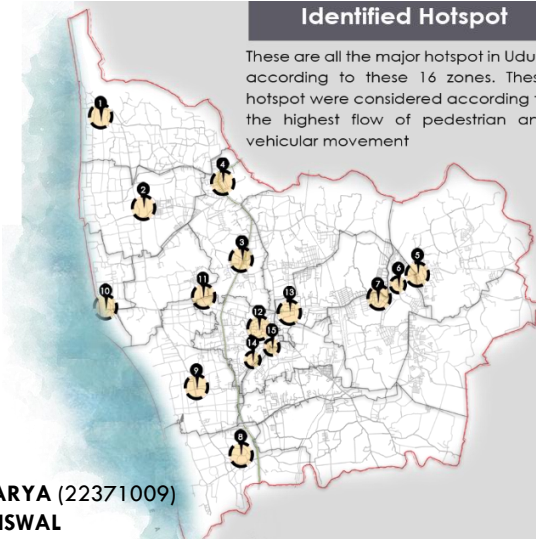 Identified Hotspot
These are all the major hotspot in Udu
according to these 16 zones. Thes
hotspot were considered according t
the highest flow of pedestrian an
vehicular movement
1
4
2
3
5
6
7
11
10
13
12
15
14
9
8
ARYA (22371009)
ISWAL